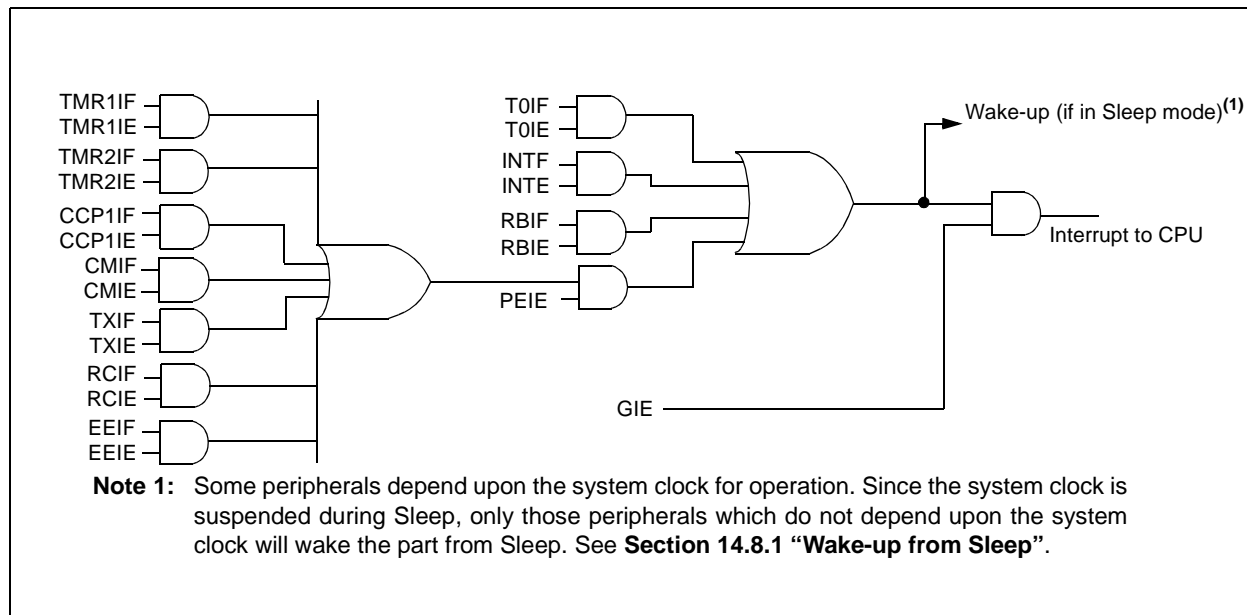 TMR1IF
TMR1IE
TMR2IF
TMR2IE
CCP1IF
CCP1IE
CMIF
CMIE
TXIF
TXIE
RCIF
RCIE
EEIF
EEIE
T0IF
T0IE
INTF
INTE
RBIF
RBIE
PEIE
GIE
Wake-up (if in Sleep mode)(1)
Interrupt to CPU
Note 1: Some peripherals depend upon the system clock for operation. Since the system clock is
suspended during Sleep, only those peripherals which do not depend upon the system
clock will wake the part from Sleep. See Section 14.8.1 “Wake-up from Sleep”.